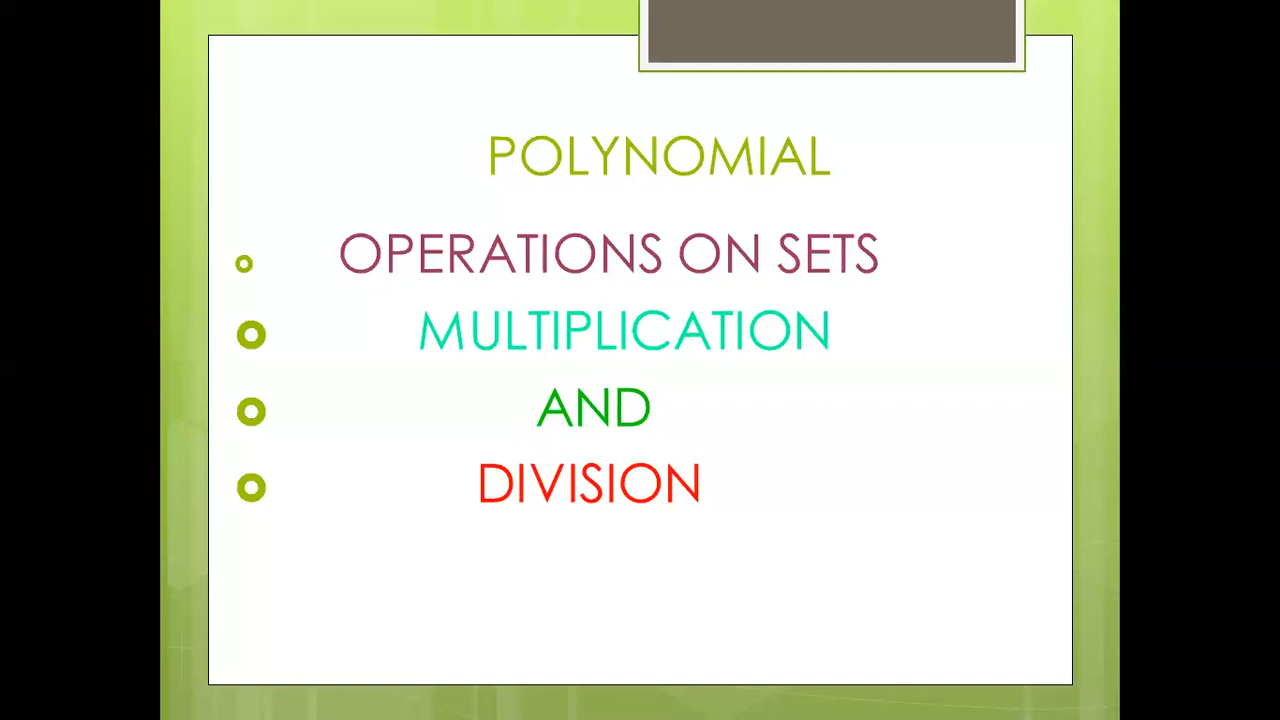 POLYNOMIAL
OPERATIONS ON SETS
MULTIPLICATION
AND
DIVISION